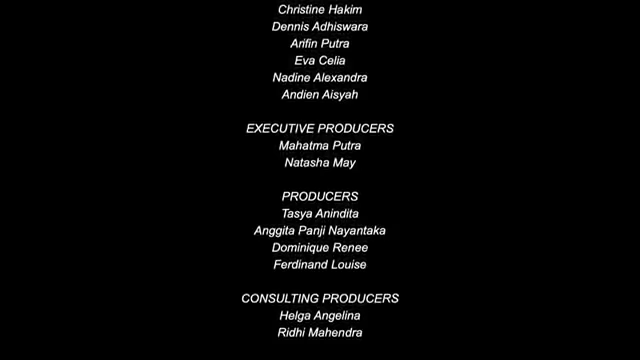 Christine Hakim
Dennis Adhiswara
Arifin Putra
Eva Celia
Nadine Alexandra
Andien Aisyah
EXECUTIVE PRODUCERS
Mahatma Putra
Natasha May
PRODUCERS
Tasya Anindita
Anggita Panji Nayantaka
Dominique Renee
Ferdinand Louise
CONSULTING PRODUCERS
Helga Angelina
Ridhi Mahendra